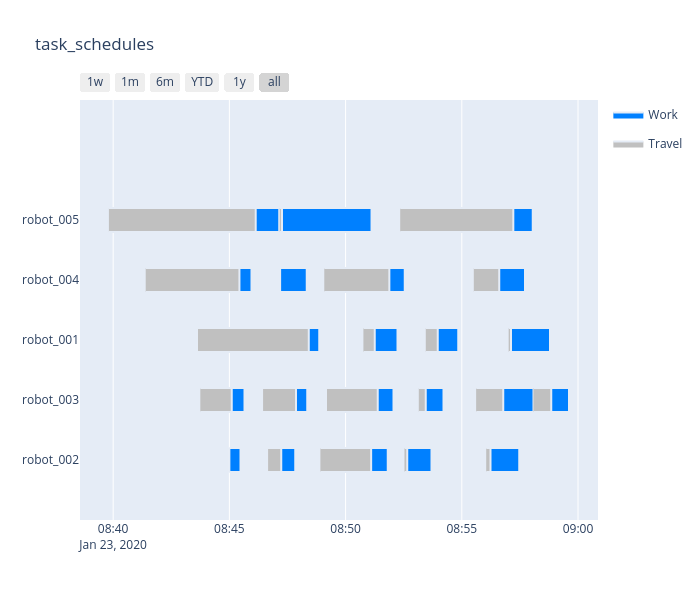 task_schedules
1w 1m 6m YTD 1y all
Work
Travel
robot_005
robot_004
robot_001
robot_003
robot_002
08:40 08:45 08:50 08:55 09:00
Jan 23, 2020